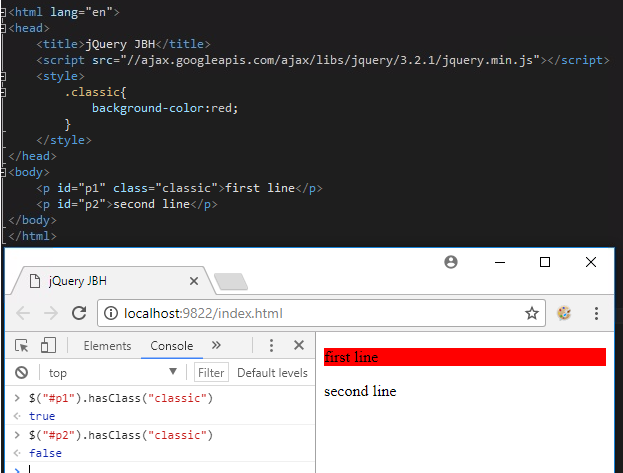 <html lang="en">
<head>
    <title>jQuery JBH</title>
    <script src="//ajax.googleapis.com/ajax/libs/jquery/3.2.1/jquery.min.js"></script>
    <style>
        .classic{
            background-color:red;
        }
    </style>
</head>
<body>
    <p id="p1" class="classic">first line</p>
    <p id="p2">second line</p>
</body>
</html>
jQuery JBH
localhost:9822/index.html
Elements Console
top Filter Default levels
$("#p1").hasClass("classic")
true
$("#p2").hasClass("classic")
false
first line
second line